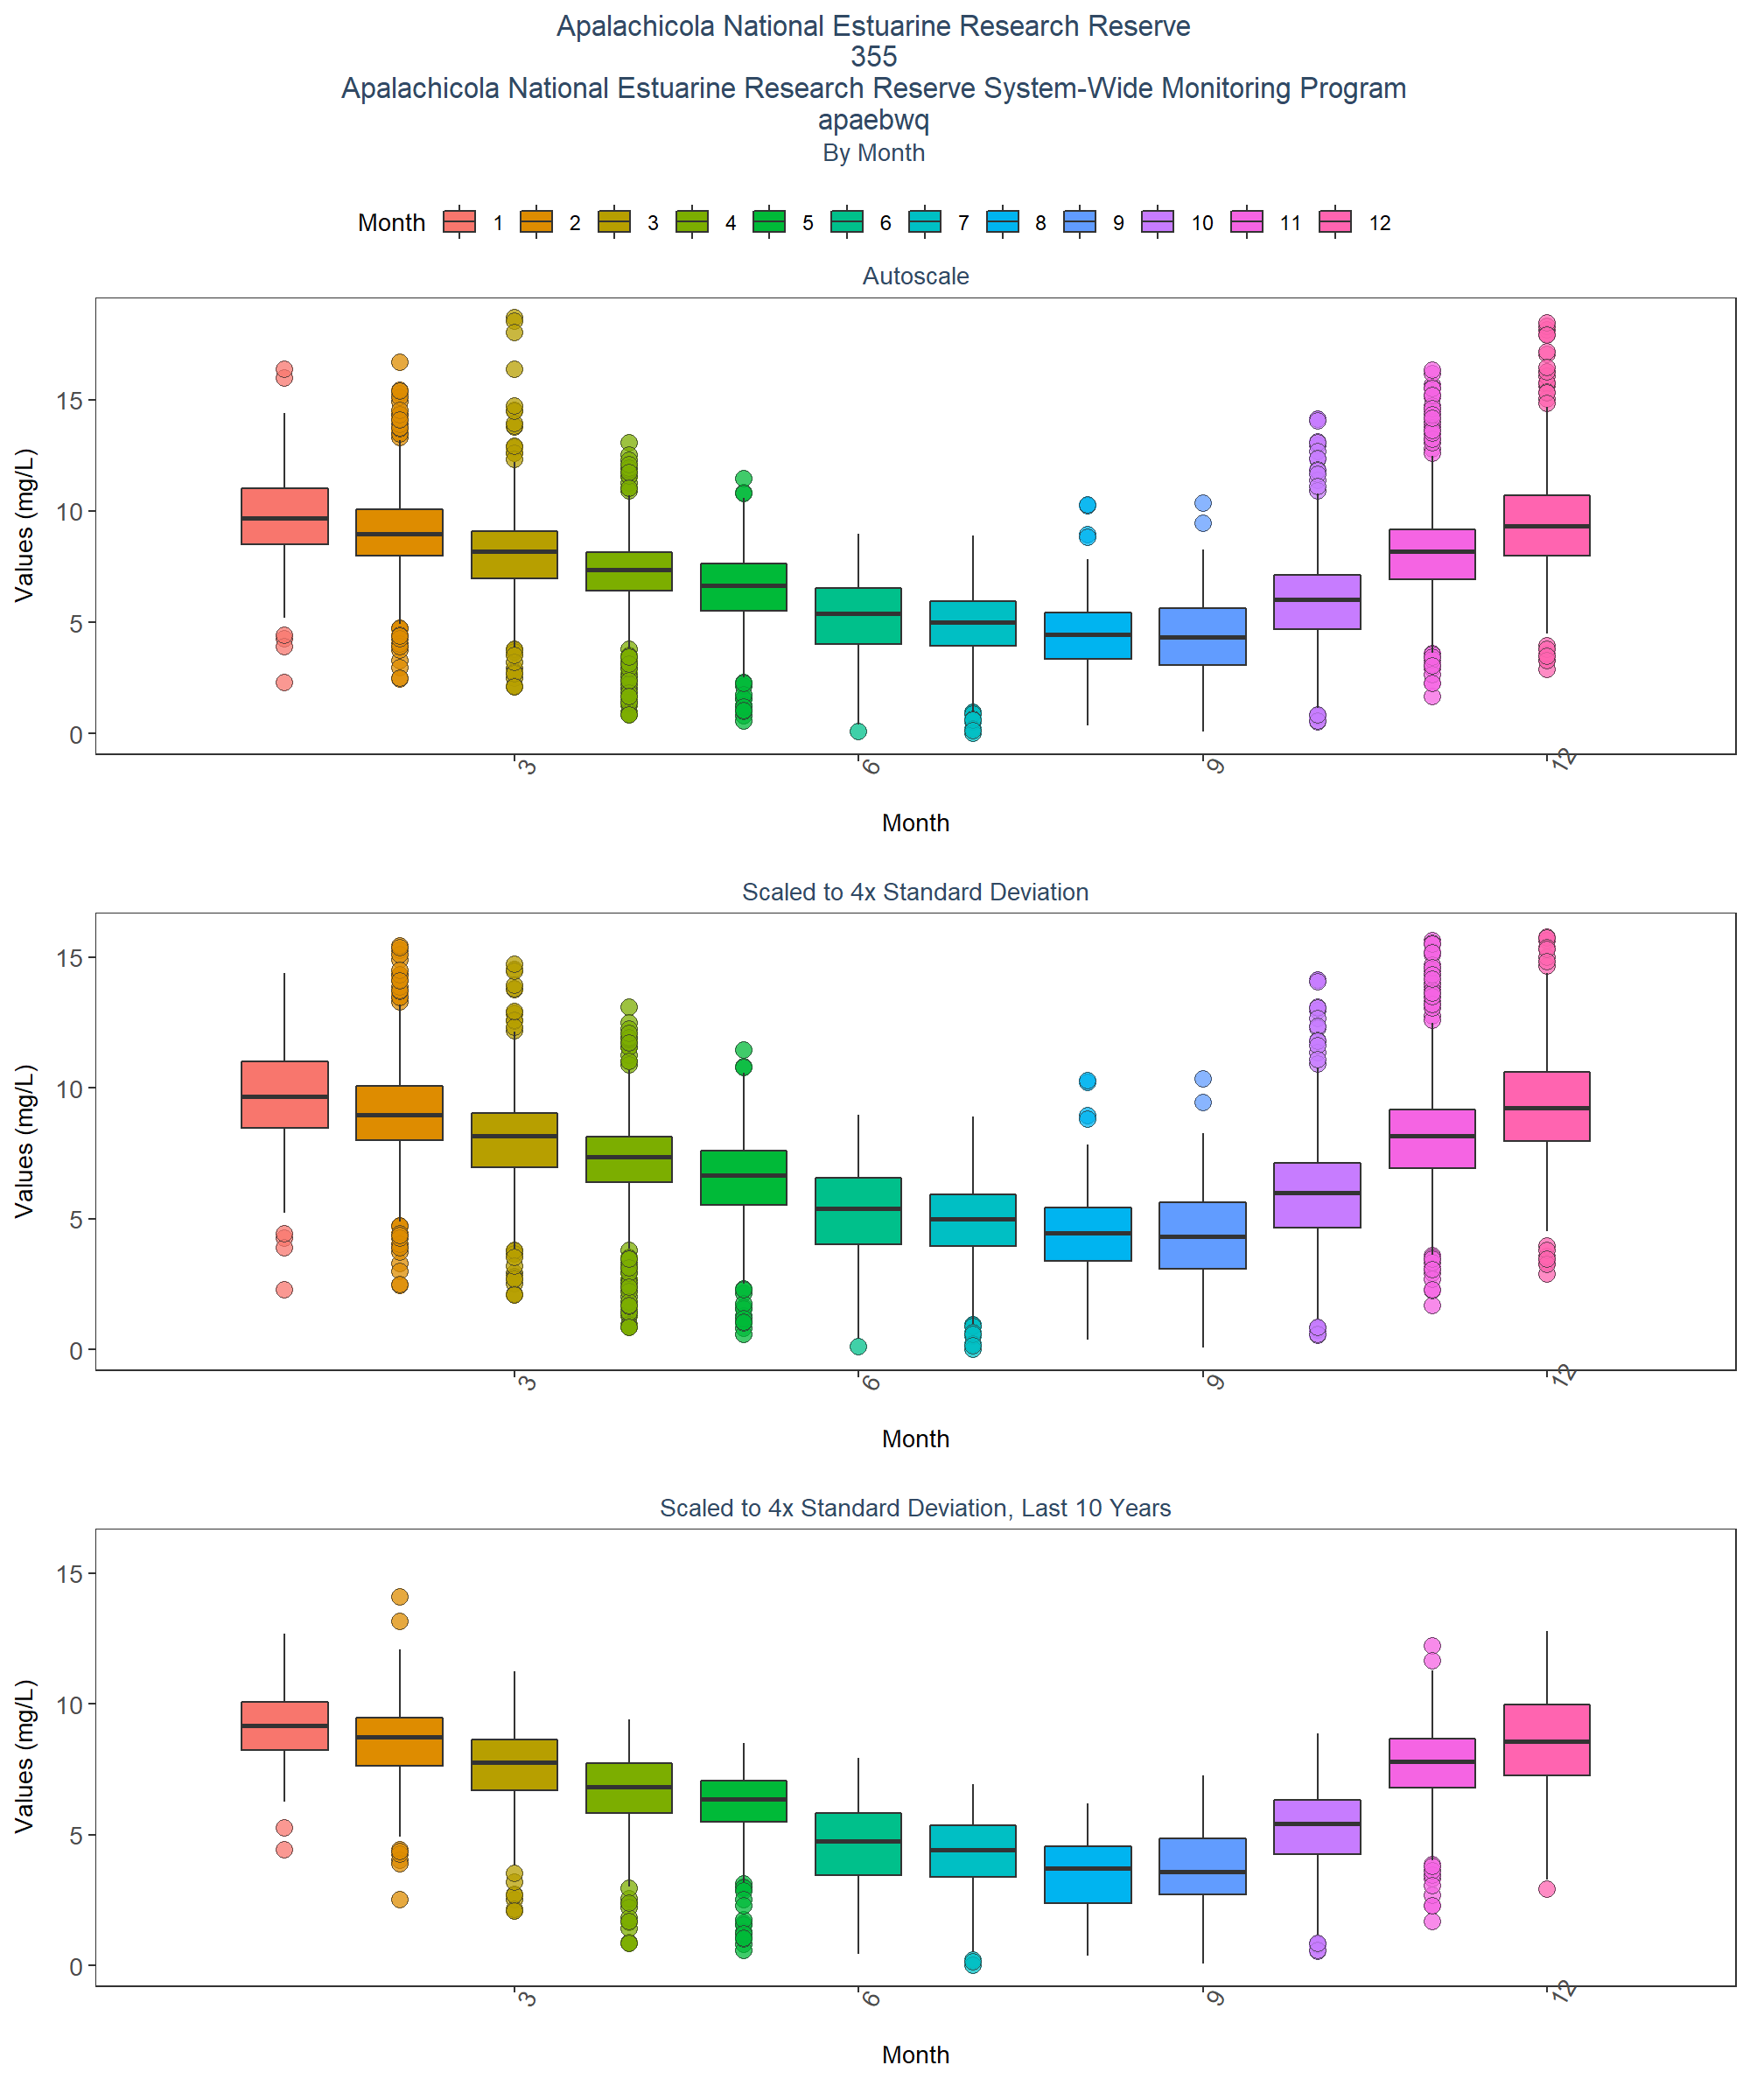 Apalachicola National Estuarine Research Reserve
355
Apalachicola National Estuarine Research Reserve System-Wide Monitoring Program
apaebwq
By Month
Month 1 2 3 4 5 6 7 8 9 10 11 12
Autoscale
Values (mg/L)
15
10
5
0
3 6 9 12
Month
Scaled to 4x Standard Deviation
Values (mg/L)
15
10
5
0
3 6 9 12
Month
Scaled to 4x Standard Deviation, Last 10 Years
Values (mg/L)
15
10
5
0
3 6 9 12
Month